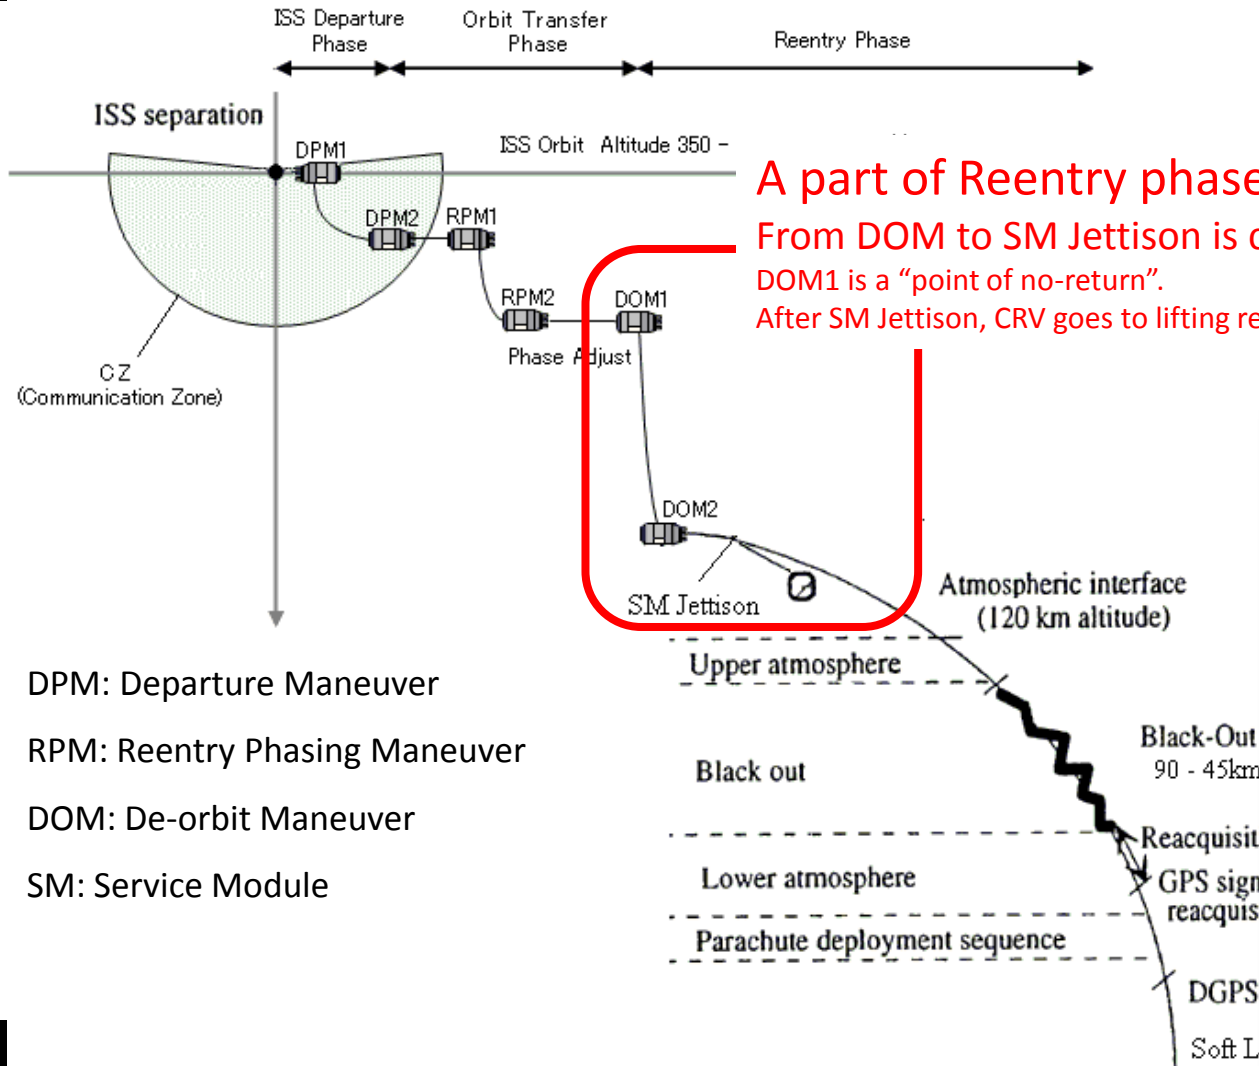 ISS Departure
Phase
Orbit Transfer
Phase
Reentry Phase
ISS separation
DPM1
ISS Orbit Altitude 350 -
A part of Reentry phase
From DOM to SM Jettison is
DOM1 is a “point of no-return”.
After SM Jettison, CRV goes to lifting
DPM2
RPM1
RPM2
DOM1
Phase Adjust
CZ
(Communication Zone)
DOM2
SM Jettison
Atmospheric interface
(120 km altitude)
Upper atmosphere
DPM: Departure Maneuver
RPM: Reentry Phasing Maneuver
DOM: De-orbit Maneuver
SM: Service Module
Black out
Black-Out
90 - 45km
Lower atmosphere
GPS
Parachute deployment sequence
DGPS
Soft